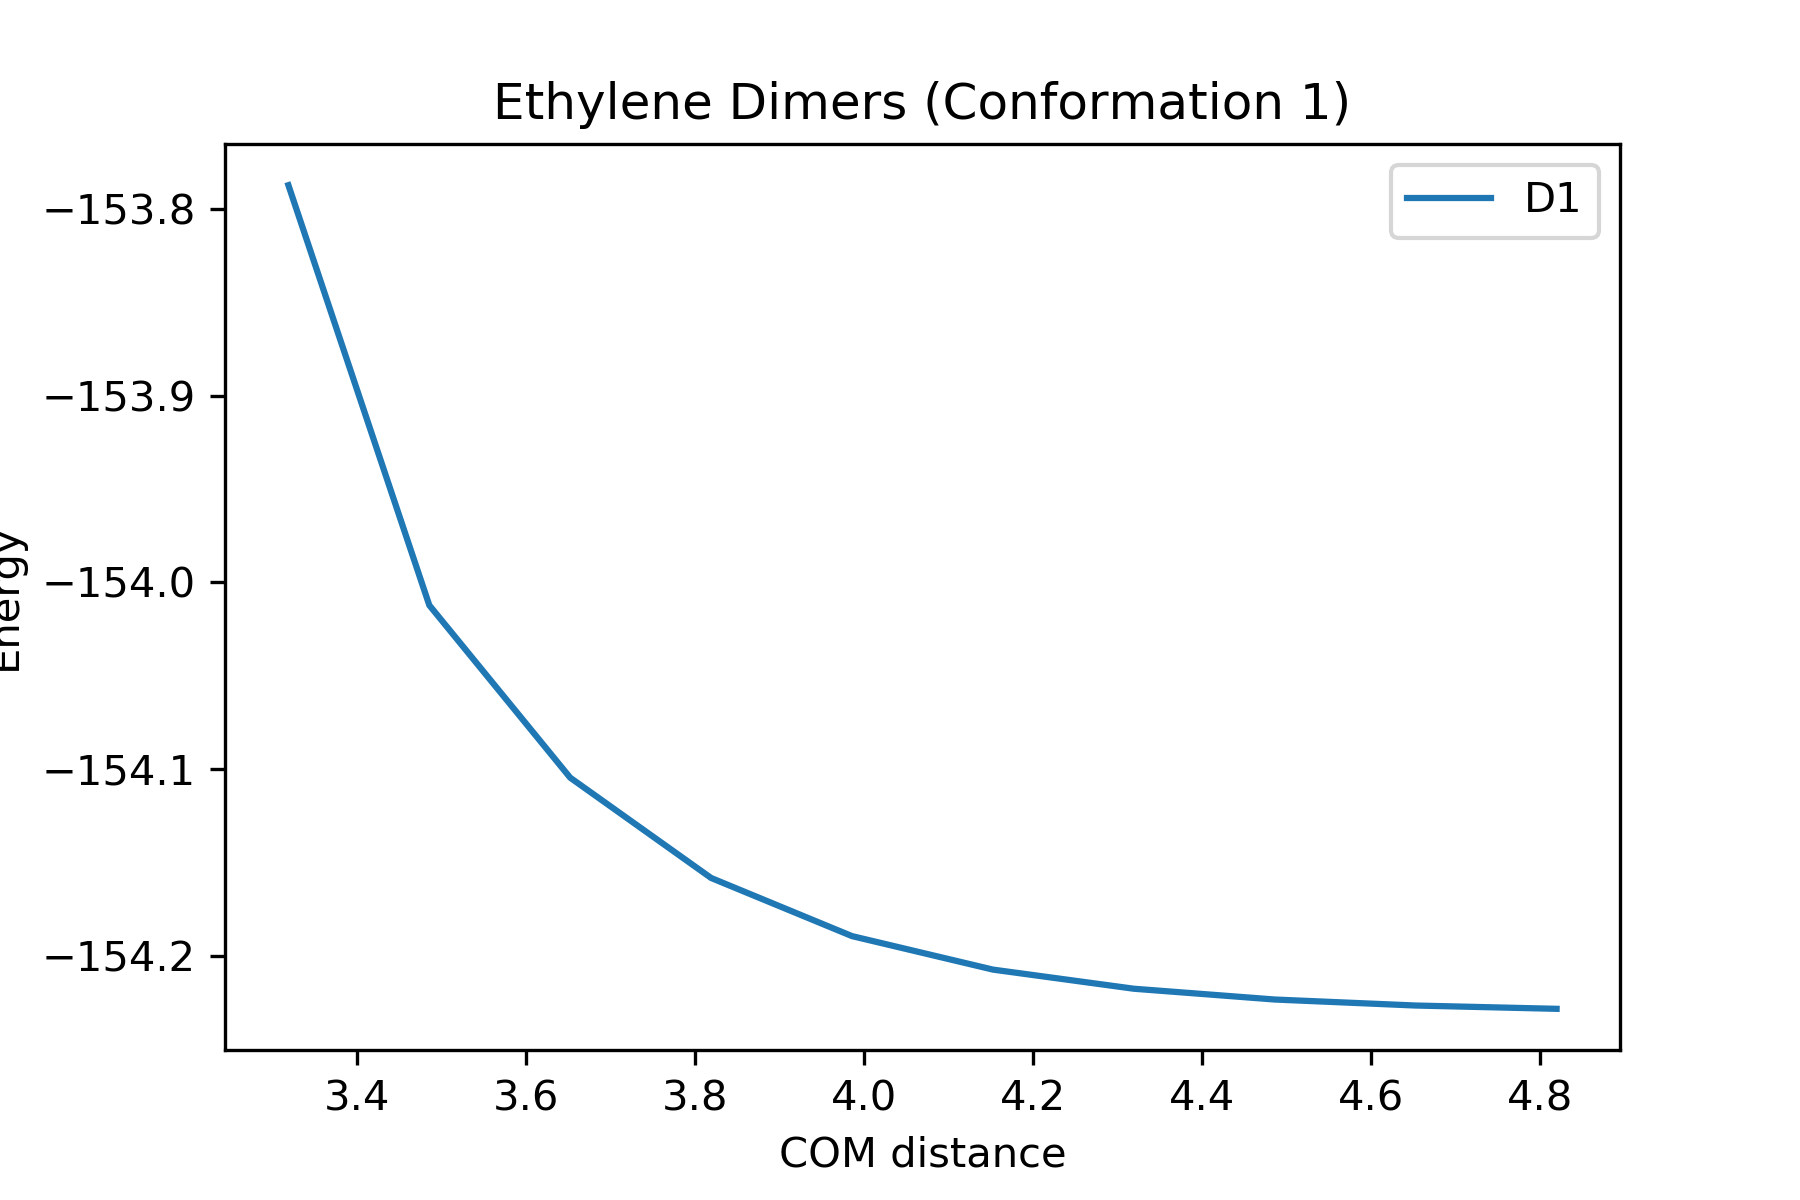 Ethylene Dimers (Conformation 1)
D1
−153.8
−153.9
−154.0
−154.1
−154.2
Energy
3.4 3.6 3.8 4.0 4.2 4.4 4.6 4.8
COM distance